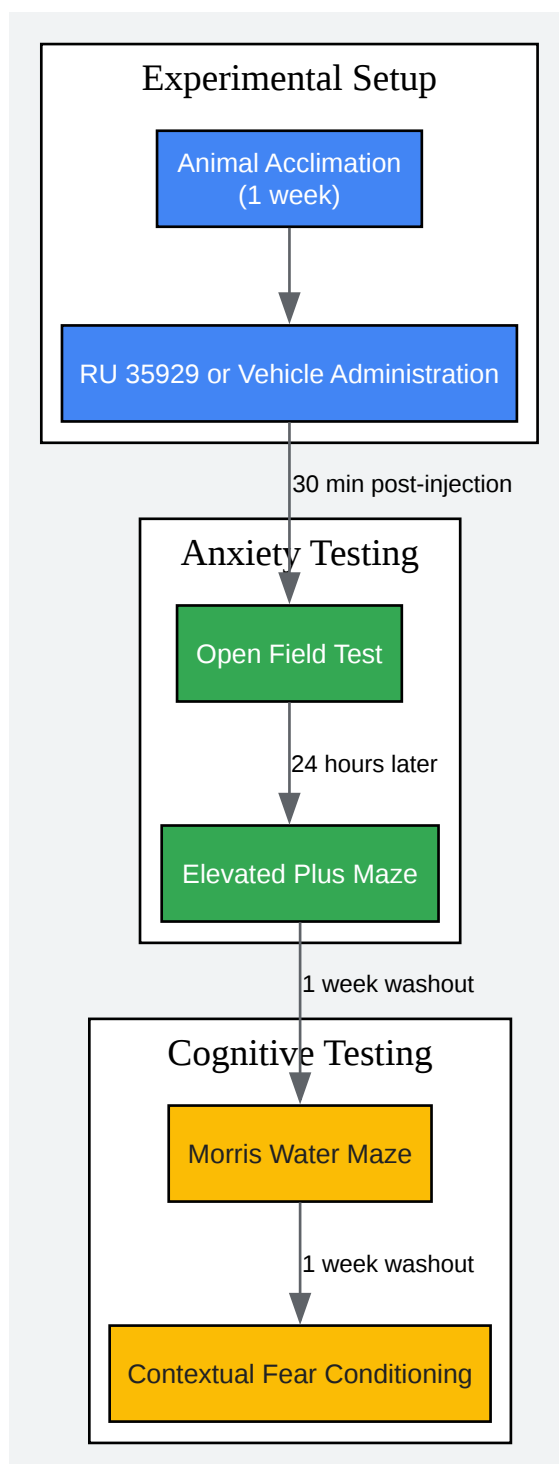 Experimental Setup
Animal Acclimation
(1 week)
RU 35929 or Vehicle Administration
30 min post-injection
Anxiety Testing
Open Field Test
24 hours later
Elevated Plus Maze
1 week washout
Cognitive Testing
Morris Water Maze
1 week washout
Contextual Fear Conditioning